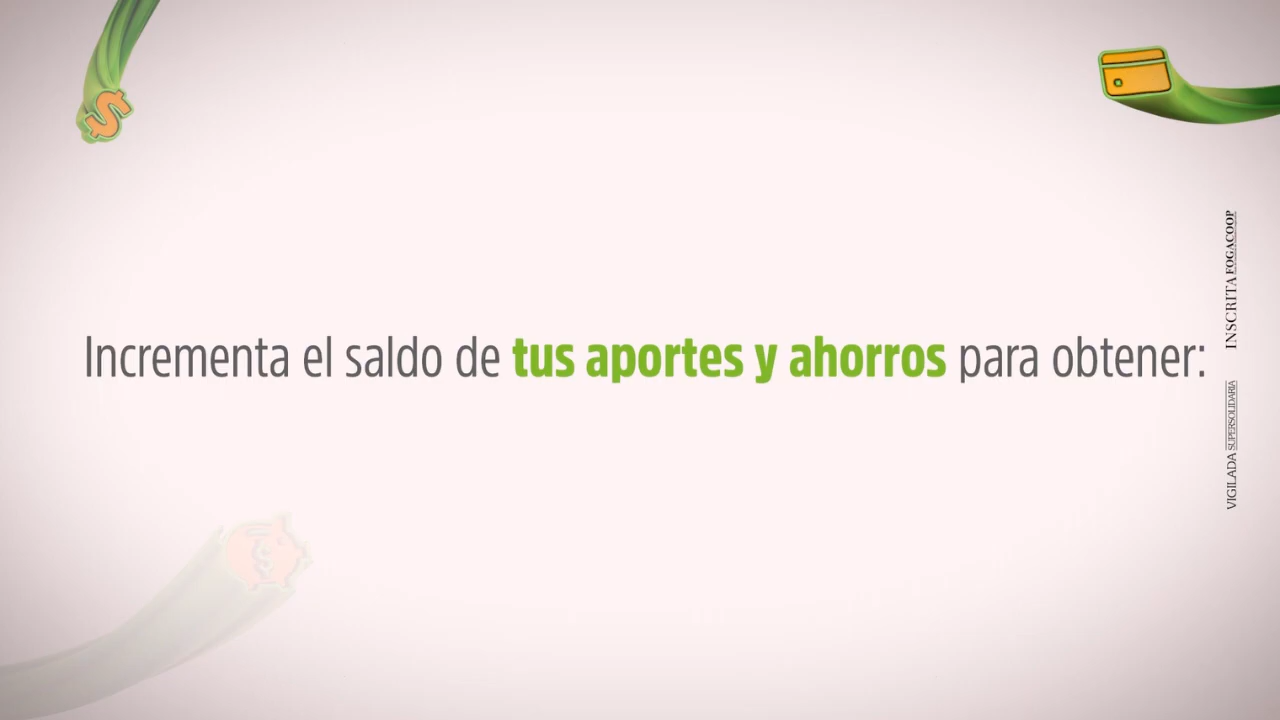 Incrementa el saldo de tus aportes y ahorros para obtener:
VIGILADA SUPERSOLIDARIA
INSCRITA FOGACOOP
$